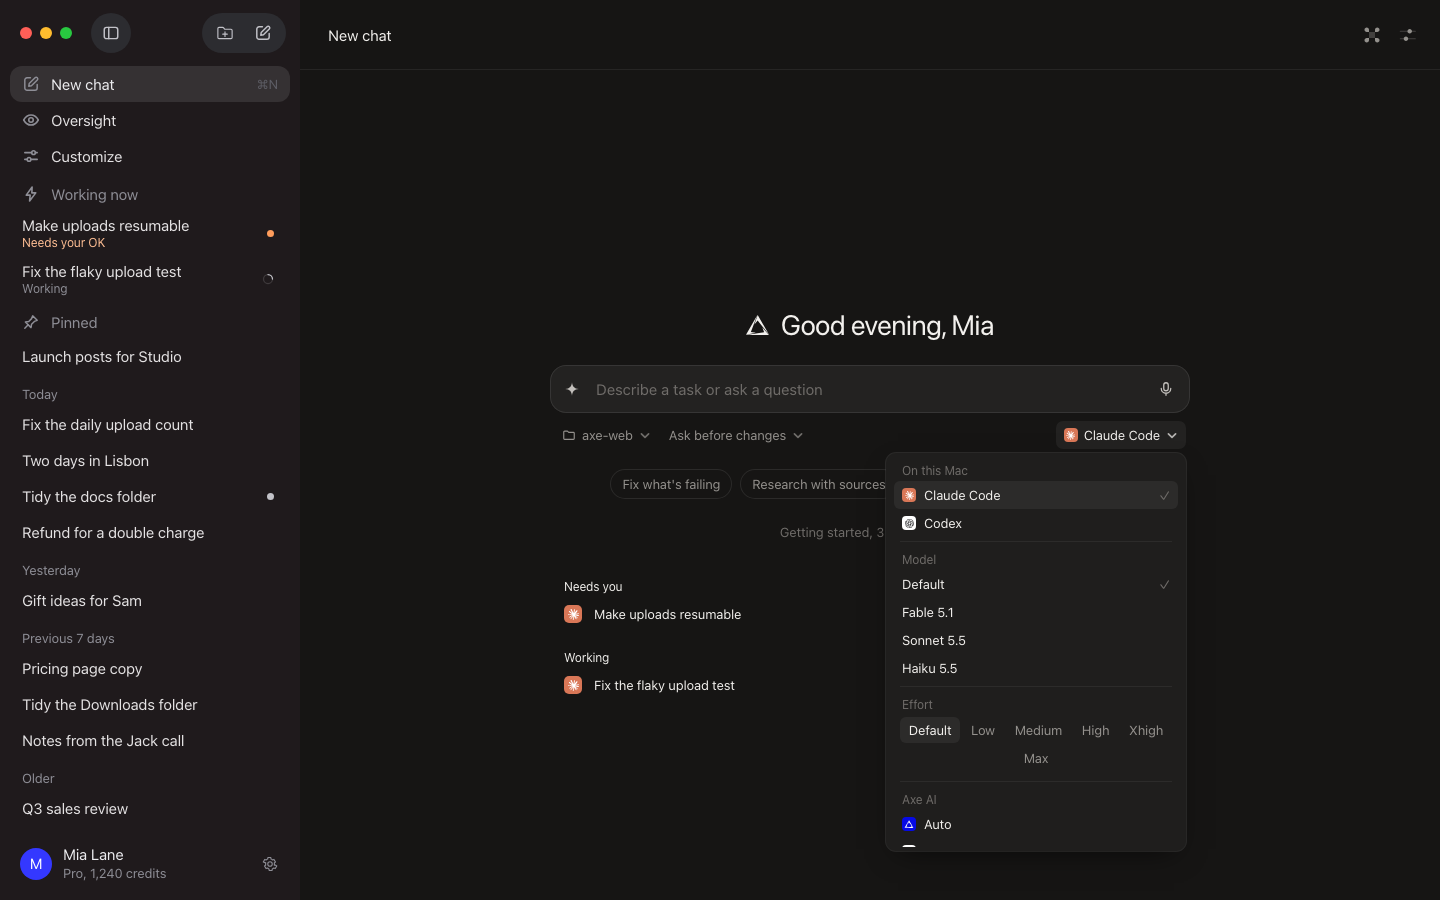 New chat
New chat ⌘N
Oversight
Customize
Working now
Make uploads resumable
Needs your OK
Fix the flaky upload test
Working
Pinned
Launch posts for Studio
Today
Fix the daily upload count
Two days in Lisbon
Tidy the docs folder
Refund for a double charge
Yesterday
Gift ideas for Sam
Previous 7 days
Pricing page copy
Tidy the Downloads folder
Notes from the Jack call
Older
Q3 sales review
M
Mia Lane
Pro, 1,240 credits
Good evening, Mia
Describe a task or ask a question
axe-web Ask before changes Claude Code
Fix what's failing Research with sources
Getting started, 3
Needs you
Make uploads resumable
Working
Fix the flaky upload test
On this Mac
Claude Code
Codex
Model
Default
Fable 5.1
Sonnet 5.5
Haiku 5.5
Effort
Default Low Medium High Xhigh
Max
Axe AI
Auto